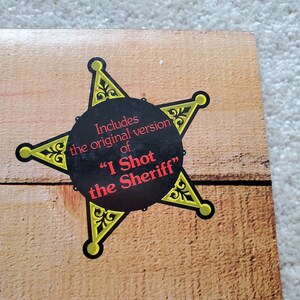 Includes
the original version
of
“I Shot
the Sheriff”